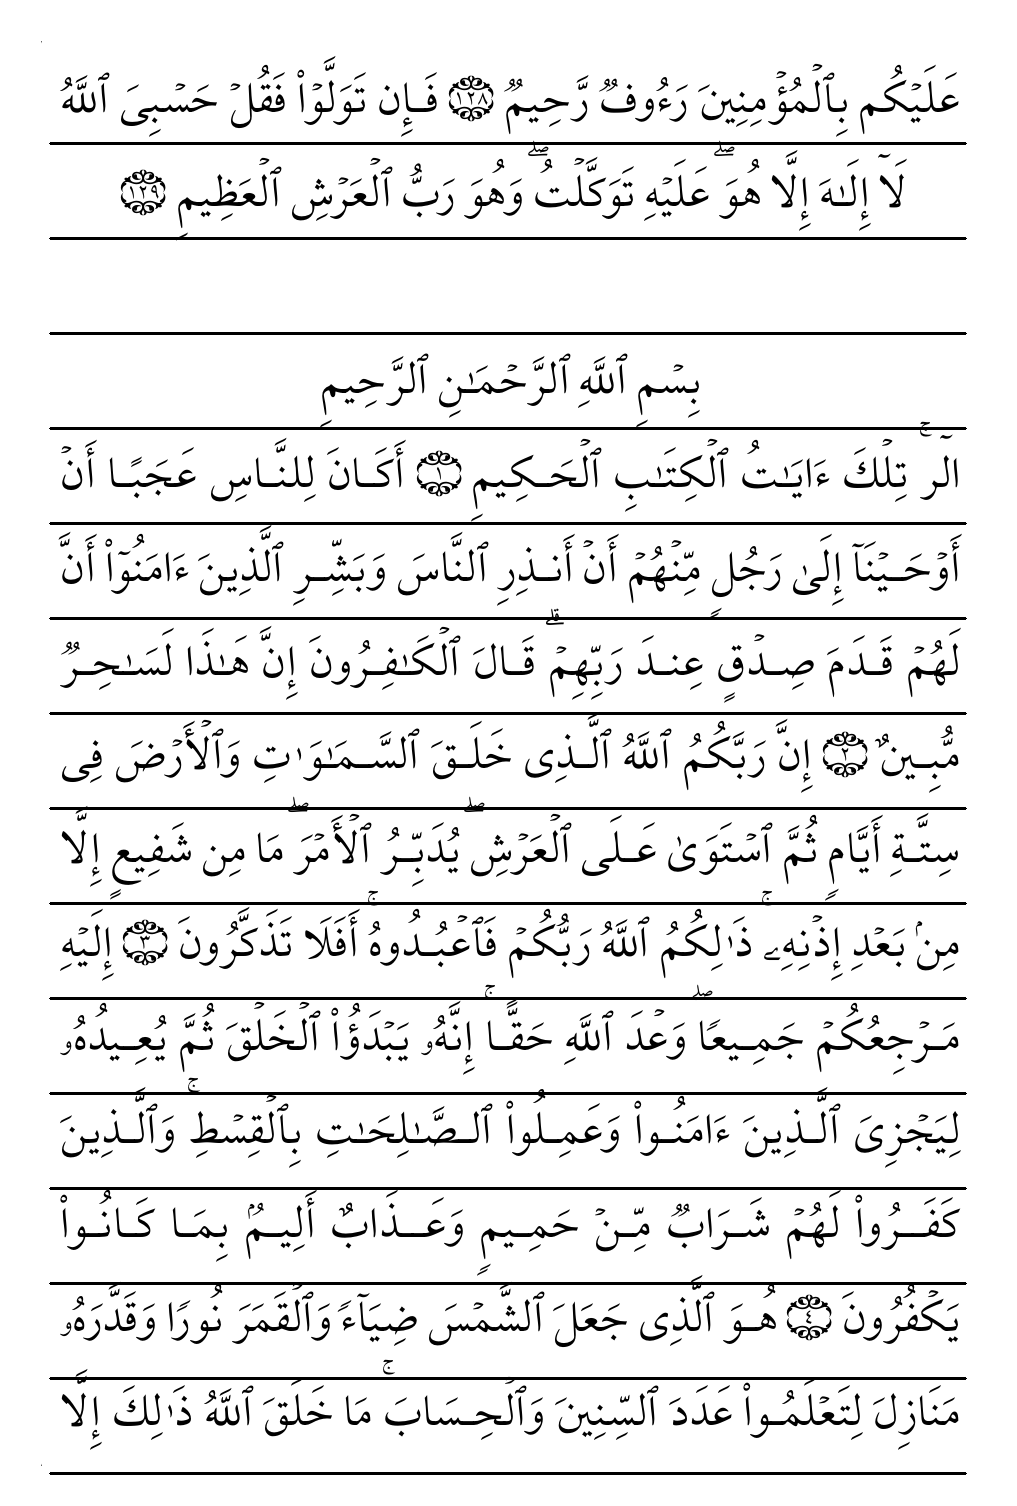 عَلَيۡكُم بِٱلۡمُؤۡمِنِينَ رَءُوفٞ رَّحِيمٞ ١٢٨ فَإِن تَوَلَّوۡاْ فَقُلۡ حَسۡبِيَ ٱللَّهُ
لَآ إِلَٰهَ إِلَّا هُوَۖ عَلَيۡهِ تَوَكَّلۡتُۖ وَهُوَ رَبُّ ٱلۡعَرۡشِ ٱلۡعَظِيمِ ١٢٩
بِسۡمِ ٱللَّهِ ٱلرَّحۡمَٰنِ ٱلرَّحِيمِ
الٓرۚ تِلۡكَ ءَايَٰتُ ٱلۡكِتَٰبِ ٱلۡحَكِيمِ ١ أَكَانَ لِلنَّاسِ عَجَبًا أَنۡ
أَوۡحَيۡنَآ إِلَىٰ رَجُلٖ مِّنۡهُمۡ أَنۡ أَنذِرِ ٱلنَّاسَ وَبَشِّرِ ٱلَّذِينَ ءَامَنُوٓاْ أَنَّ
لَهُمۡ قَدَمَ صِدۡقٍ عِندَ رَبِّهِمۡۗ قَالَ ٱلۡكَٰفِرُونَ إِنَّ هَٰذَا لَسَٰحِرٞ
مُّبِينٌ ٢ إِنَّ رَبَّكُمُ ٱللَّهُ ٱلَّذِي خَلَقَ ٱلسَّمَٰوَٰتِ وَٱلۡأَرۡضَ فِي
سِتَّةِ أَيَّامٖ ثُمَّ ٱسۡتَوَىٰ عَلَى ٱلۡعَرۡشِۖ يُدَبِّرُ ٱلۡأَمۡرَۖ مَا مِن شَفِيعٍ إِلَّا
مِنۢ بَعۡدِ إِذۡنِهِۦۚ ذَٰلِكُمُ ٱللَّهُ رَبُّكُمۡ فَٱعۡبُدُوهُۚ أَفَلَا تَذَكَّرُونَ ٣ إِلَيۡهِ
مَرۡجِعُكُمۡ جَمِيعٗاۖ وَعۡدَ ٱللَّهِ حَقًّاۚ إِنَّهُۥ يَبۡدَؤُاْ ٱلۡخَلۡقَ ثُمَّ يُعِيدُهُۥ
لِيَجۡزِيَ ٱلَّذِينَ ءَامَنُواْ وَعَمِلُواْ ٱلصَّٰلِحَٰتِ بِٱلۡقِسۡطِۚ وَٱلَّذِينَ
كَفَرُواْ لَهُمۡ شَرَابٞ مِّنۡ حَمِيمٖ وَعَذَابٌ أَلِيمُۢ بِمَا كَانُواْ
يَكۡفُرُونَ ٤ هُوَ ٱلَّذِي جَعَلَ ٱلشَّمۡسَ ضِيَآءٗ وَٱلۡقَمَرَ نُورٗا وَقَدَّرَهُۥ
مَنَازِلَ لِتَعۡلَمُواْ عَدَدَ ٱلسِّنِينَ وَٱلۡحِسَابَۚ مَا خَلَقَ ٱللَّهُ ذَٰلِكَ إِلَّا